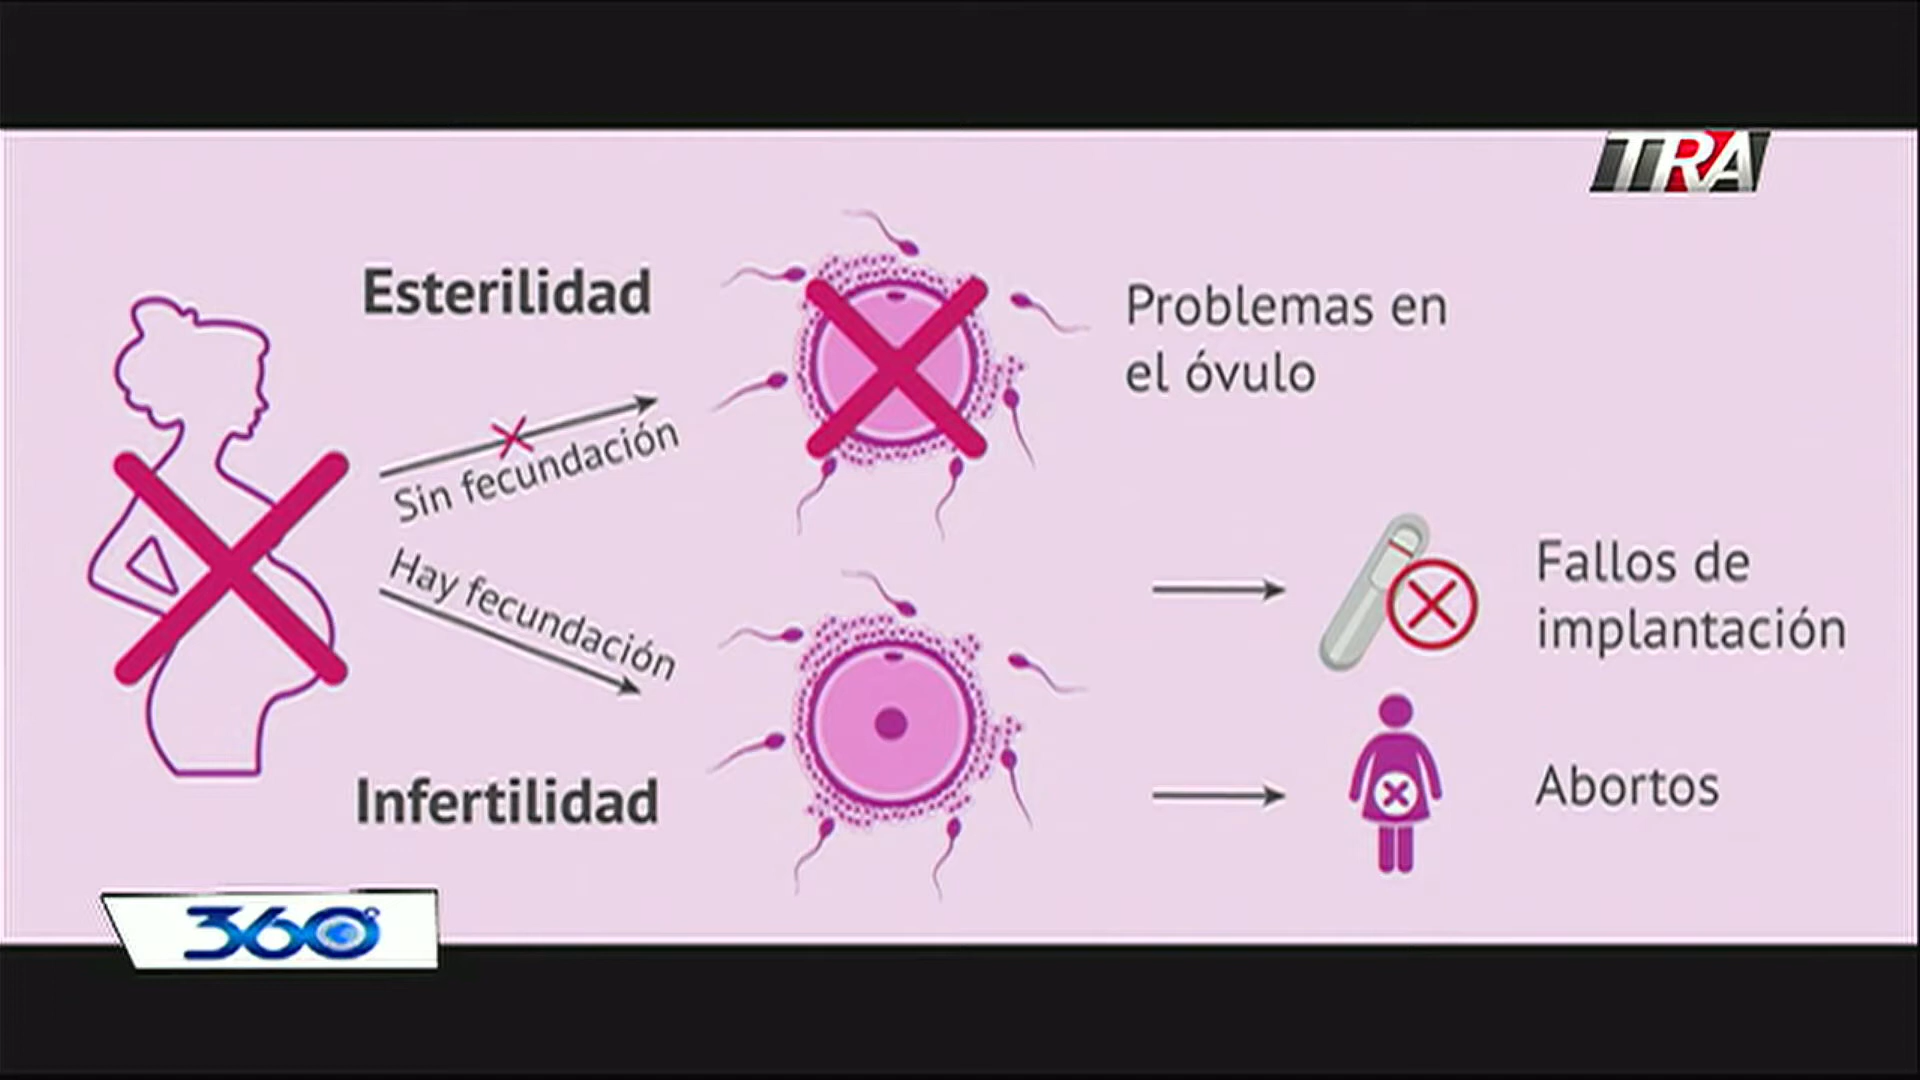 TRA
Esterilidad
Problemas en
el óvulo
Sin fecundación
Hay fecundación
Fallos de
implantación
Infertilidad
Abortos
360°